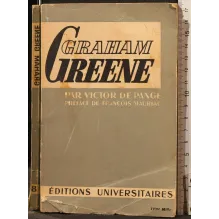 GRAHAM
GREENE
PAR VICTOR DE PANGE
PRÉFACE DE FRANÇOIS MAURIAC
ÉDITIONS UNIVERSITAIRES
GRAHAM GREENE